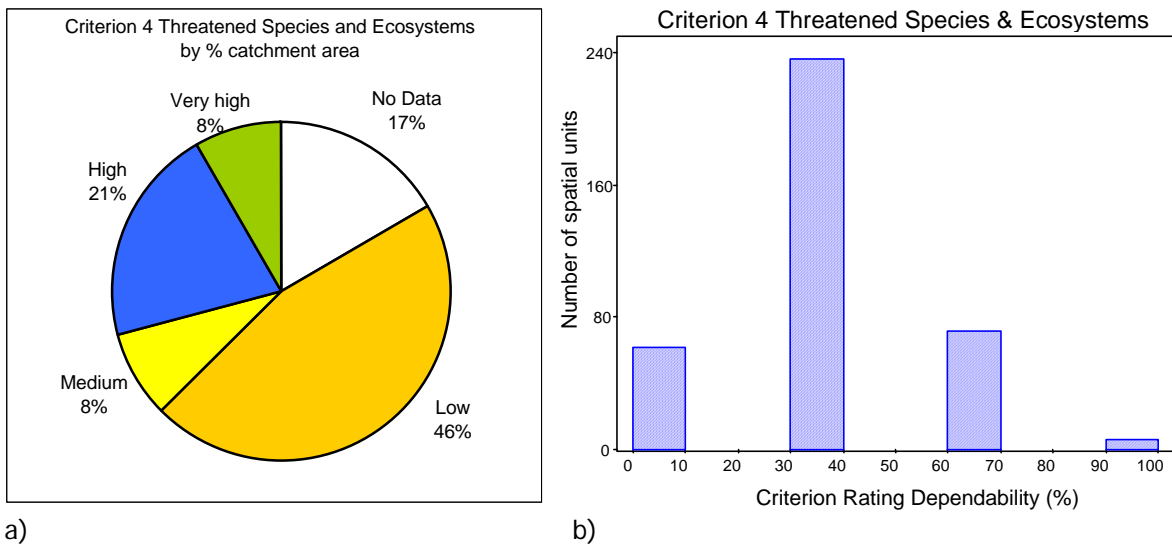 Criterion 4 Threatened Species and Ecosystems
by % catchment area
No Data
17%
Low
46%
Medium
8%
High
21%
Very high
8%
a)
Criterion 4 Threatened Species & Ecosystems
Number of spatial units
240
160
80
0
0 10 20 30 40 50 60 70 80 90 100
Criterion Rating Dependability (%)
b)